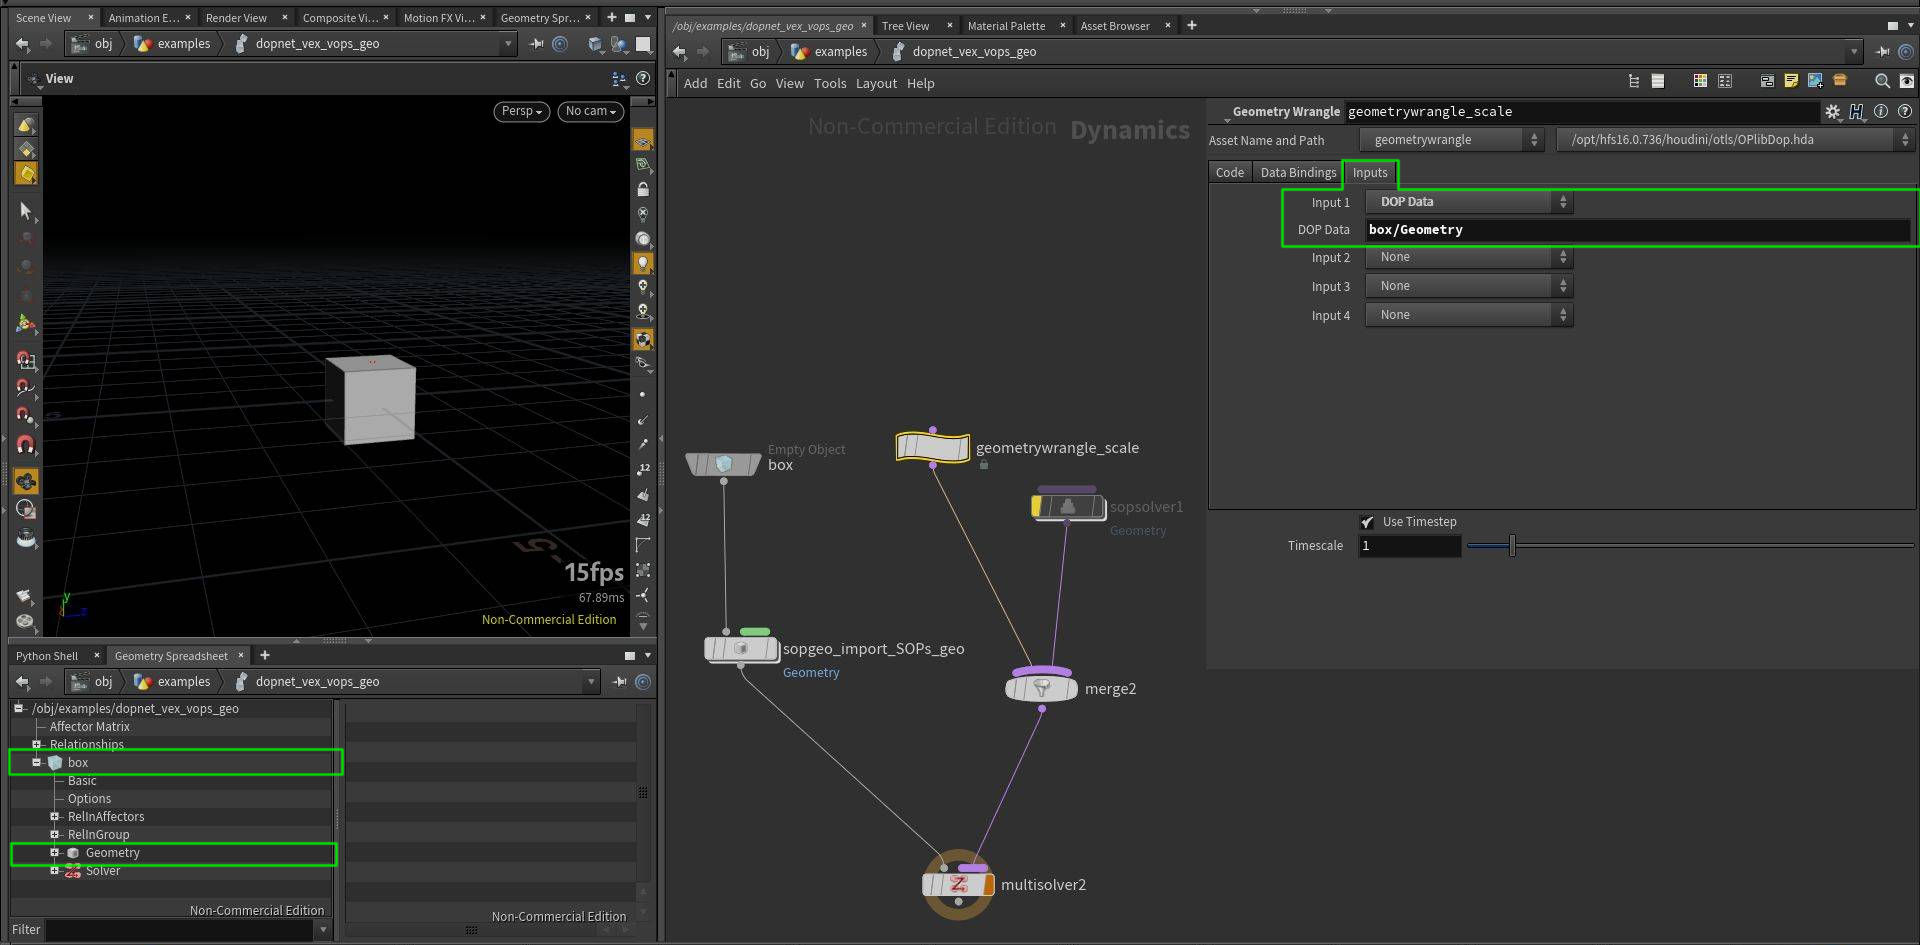 Scene View
Animation E...
Render View
Composite Vi...
Motion FX Vi...
Geometry Spr...
obj
examples
dopnet_vex_vops_geo
View
Persp
No cam
15fps
67.89ms
Non-Commercial Edition
y
z
12
12
Python Shell
Geometry Spreadsheet
obj
examples
dopnet_vex_vops_geo
/obj/examples/dopnet_vex_vops_geo
Affector Matrix
Relationships
box
Basic
Options
RelInAffectors
RelInGroup
Geometry
Solver
Non-Commercial Edition
Non-Commercial Edition
Filter
/obj/examples/dopnet_vex_vops_geo
Tree View
Material Palette
Asset Browser
obj
examples
dopnet_vex_vops_geo
Add Edit Go View Tools Layout Help
Non-Commercial Edition
Dynamics
Empty Object
box
geometrywrangle_scale
sopsolver1
Geometry
sopgeo_import_SOPs_geo
Geometry
merge2
multisolver2
Geometry Wrangle
geometrywrangle_scale
Asset Name and Path
geometrywrangle
/opt/hfs16.0.736/houdini/otls/OPlibDop.hda
Code
Data Bindings
Inputs
Input 1
DOP Data
DOP Data
box/Geometry
Input 2
None
Input 3
None
Input 4
None
Use Timestep
Timescale
1